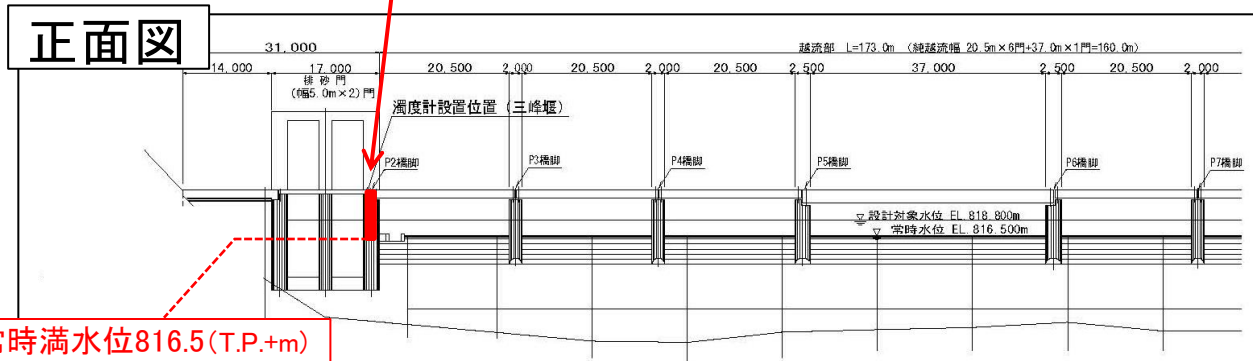 正面図
31,000
越流部 L=173.0m (純越流幅 20.5m×6門+37.0m×1門=160.0m)
14,000 17,000 20,500 2,000 20,500 2,000 20,500 2,500 37,000 2,500 20,500 2,000
排砂門
(幅5.0m×2)門
濁度計設置位置(三峰堰)
P2橋脚 P3橋脚 P4橋脚 P5橋脚 P6橋脚 P7橋脚
設計対象水位 EL.818.800m
常時水位 EL.816.500m
常時満水位816.5(T.P.+m)